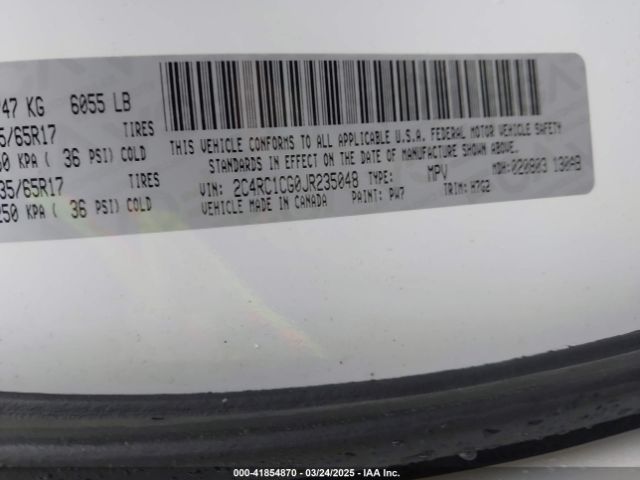 747 KG 6055 LB
5/65R17 TIRES
50 KPA ( 36 PSI) COLD
35/65R17 TIRES
250 KPA ( 36 PSI) COLD
THIS VEHICLE CONFORMS TO ALL APPLICABLE U.S.A. FEDERAL MOTOR VEHICLE SAFETY
STANDARDS IN EFFECT ON THE DATE OF MANUFACTURE SHOWN ABOVE.
VIN: 2C4RC1CG0JR235048 TYPE: MPV MDH: 020803 130AB
VEHICLE MADE IN CANADA PAINT: PW7 TRIM: H7G2
0-41854870 - 03/24/2025 - IAA Inc.